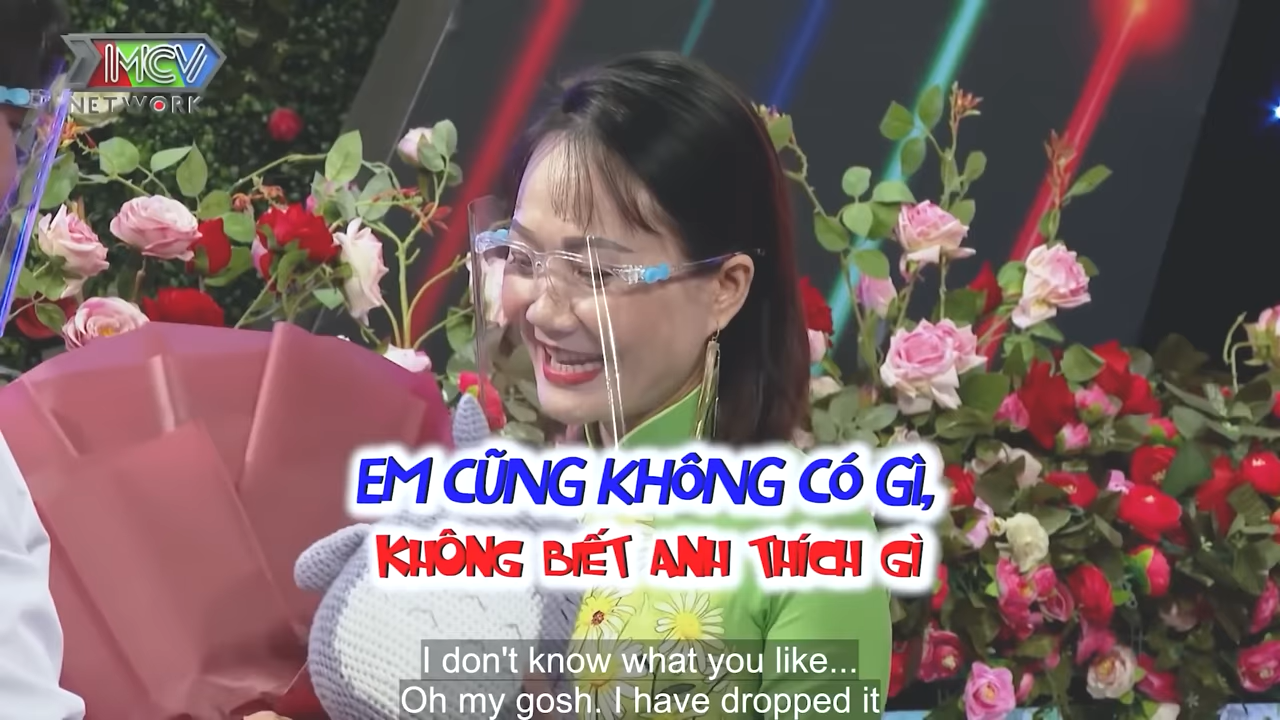 MCV
NETWORK
EM CŨNG KHÔNG CÓ GÌ,
KHÔNG BIẾT ANH THÍCH GÌ
I don't know what you like...
Oh my gosh. I have dropped it